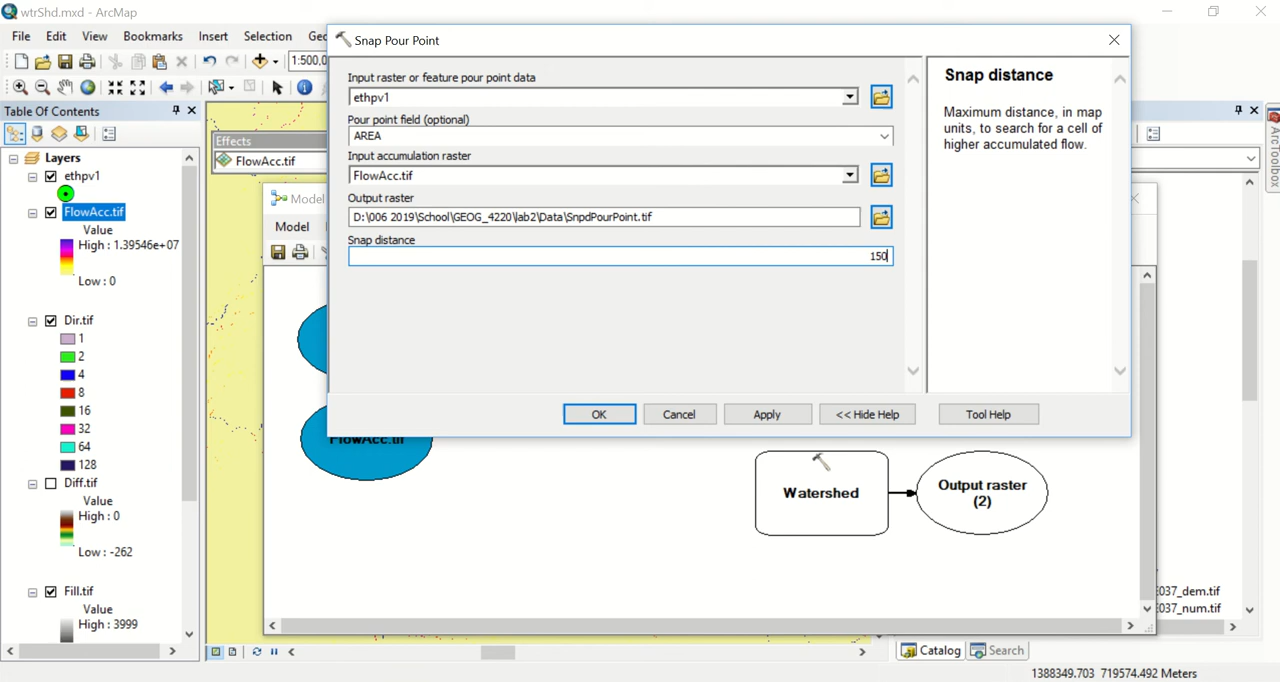 wtrShd.mxd - ArcMap
File Edit View Bookmarks Insert Selection
1:500,0
Table Of Contents
Layers
ethpv1
FlowAcc.tif
Value
High : 1.39546e+07
Low : 0
Dir.tif
1
2
4
8
16
32
64
128
Diff.tif
Value
High : 0
Low : -262
Fill.tif
Value
High : 3999
Effects
FlowAcc.tif
Model
Model
Snap Pour Point
Input raster or feature pour point data
ethpv1
Pour point field (optional)
AREA
Input accumulation raster
FlowAcc.tif
Output raster
D:\006 2019\School\GEOG_4220\lab2\Data\SnpdPourPoint.tif
Snap distance
150
OK Cancel Apply << Hide Help Tool Help
Snap distance
Maximum distance, in map
units, to search for a cell of
higher accumulated flow.
FlowAcc.tif
Watershed
Output raster
(2)
ArcToolbox
E037_dem.tif
E037_num.tif
Catalog Search
1388349.703 719574.492 Meters